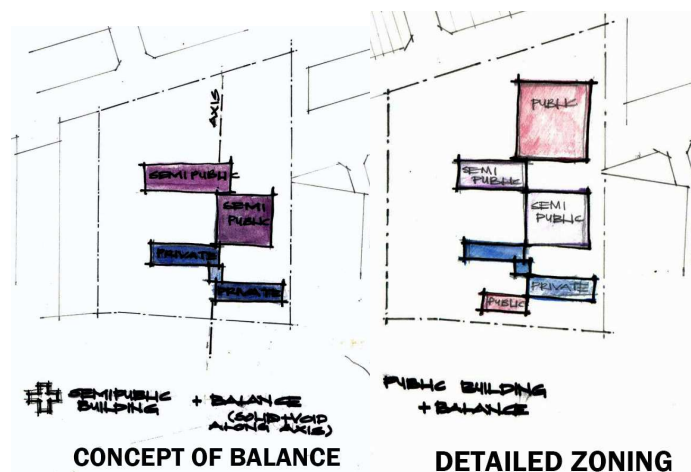 AXIS
SEMI PUBLIC
SEMI
PUBLIC
PRIVATE
PRIVATE
SEMIPUBLIC
BUILDING
+ BALANCE
(SOLID+VOID
ALONG AXIS)
CONCEPT OF BALANCE
PUBLIC
SEMI
PUBLIC
SEMI
PUBLIC
PRIVATE
PUBLIC
PUBLIC BUILDING
+ BALANCE
DETAILED ZONING